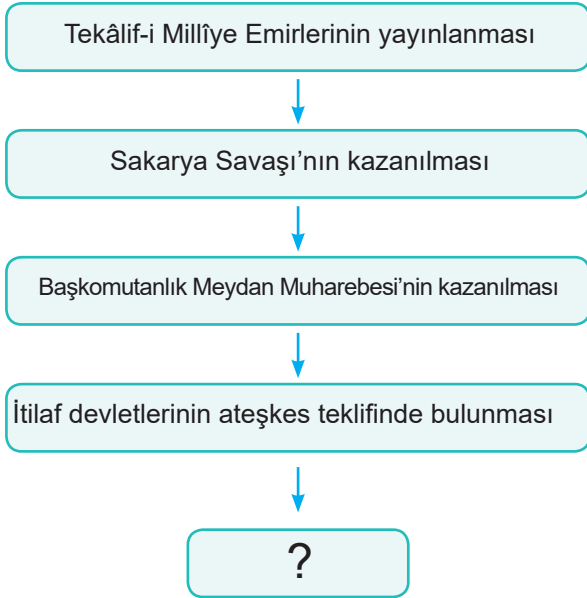 Tekâlif-i Millîye Emirlerinin yayınlanması
Sakarya Savaşı’nın kazanılması
Başkomutanlık Meydan Muharebesi’nin kazanılması
İtilaf devletlerinin ateşkes teklifinde bulunması
?